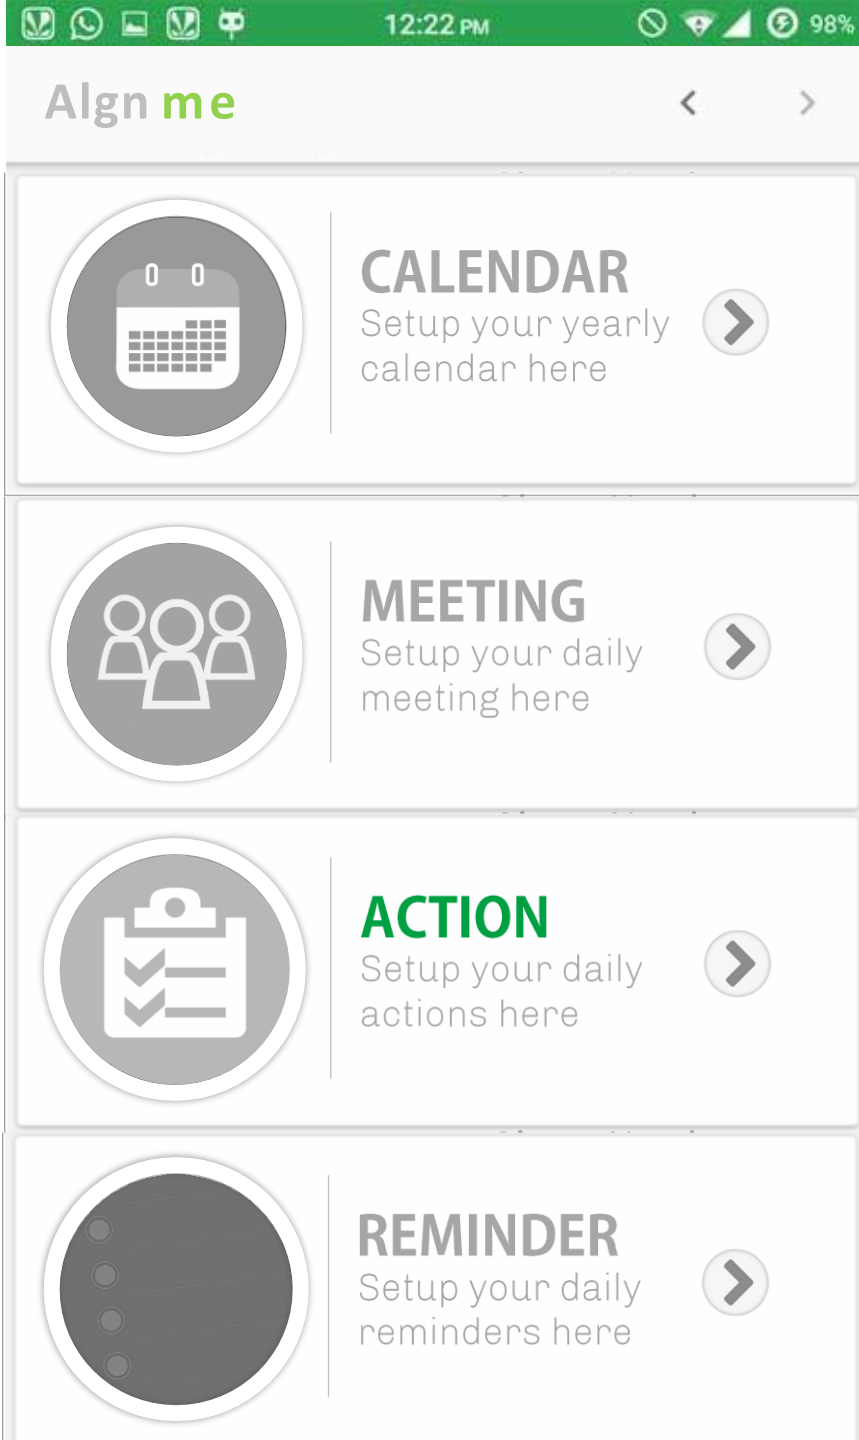 12:22 PM
98%
Algn me
CALENDAR
Setup your yearly
calendar here
MEETING
Setup your daily
meeting here
ACTION
Setup your daily
actions here
REMINDER
Setup your daily
reminders here